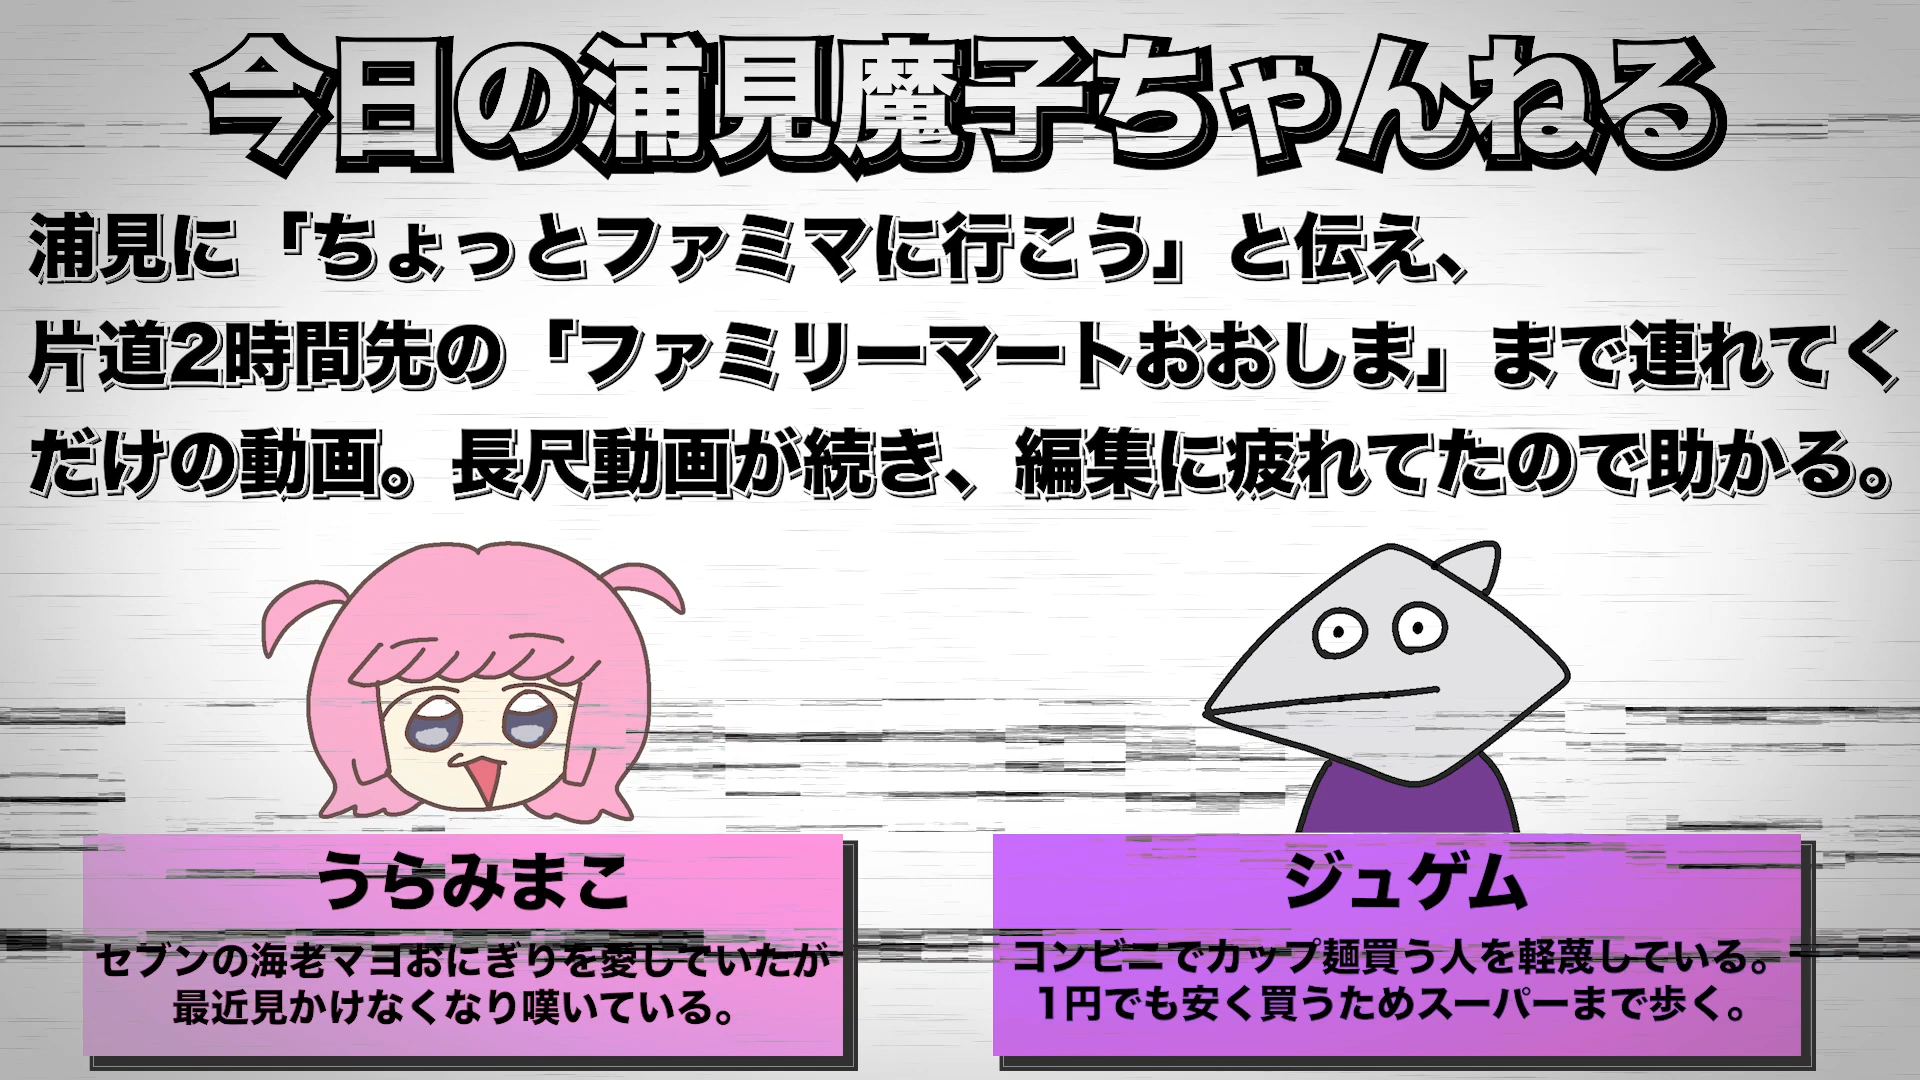 今日の浦見魔子ちゃんねる
浦見に「ちょっとファミマに行こう」と伝え、
片道2時間先の「ファミリーマートおおしま」まで連れてく
だけの動画。長尺動画が続き、編集に疲れてたので助かる。
うらみまこ
セブンの海老マヨおにぎりを愛していたが
最近見かけなくなり嘆いている。
ジュゲム
コンビニでカップ麺買う人を軽蔑している。
1円でも安く買うためスーパーまで歩く。